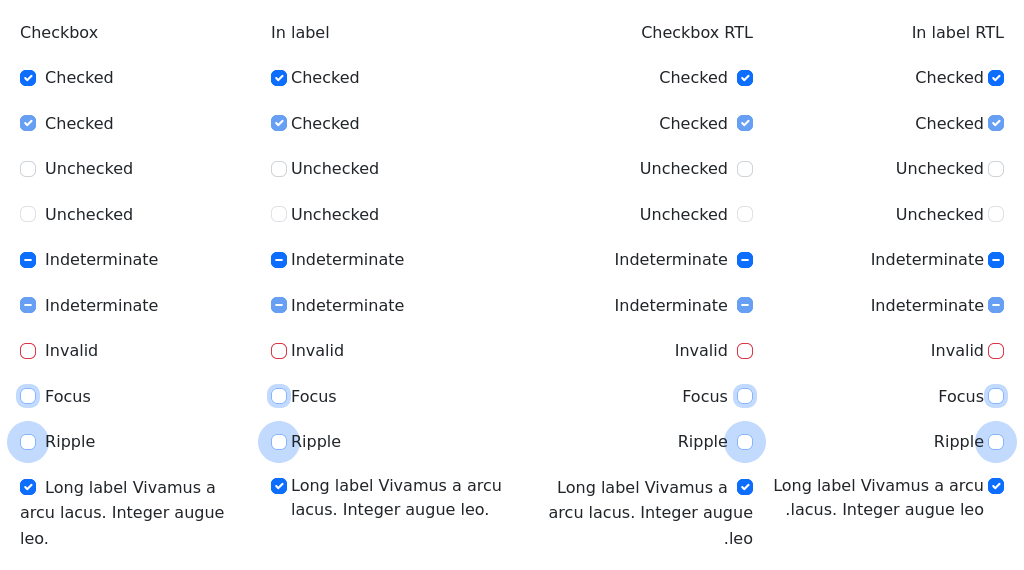 Checkbox
Checked
Checked
Unchecked
Unchecked
Indeterminate
Indeterminate
Invalid
Focus
Ripple
Long label Vivamus a
arcu lacus. Integer augue
leo.
In label
Checked
Checked
Unchecked
Unchecked
Indeterminate
Indeterminate
Invalid
Focus
Ripple
Long label Vivamus a arcu
lacus. Integer augue leo.
Checkbox RTL
Checked
Checked
Unchecked
Unchecked
Indeterminate
Indeterminate
Invalid
Focus
Ripple
Long label Vivamus a
arcu lacus. Integer augue
.leo
In label RTL
Checked
Checked
Unchecked
Unchecked
Indeterminate
Indeterminate
Invalid
Focus
Ripple
Long label Vivamus a arcu
.lacus. Integer augue leo